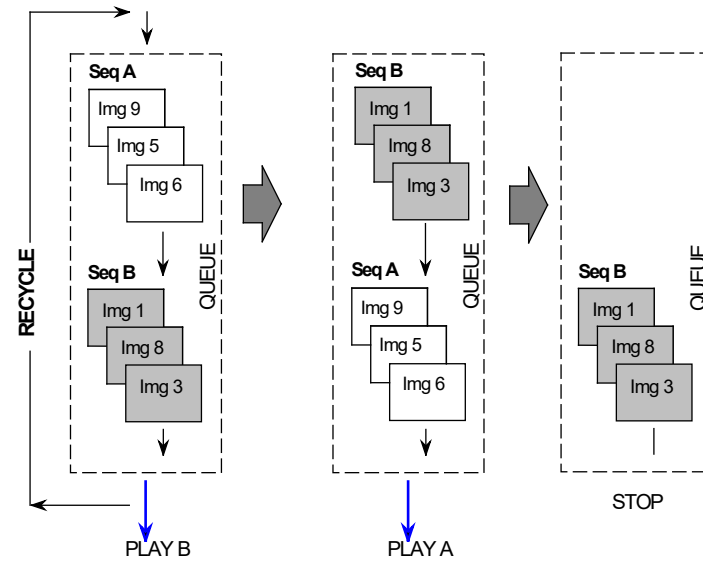 Seq A
Img 9
Img 5
Img 6
Seq B
Img 1
Img 8
Img 3
QUEUE
RECYCLE
PLAY B
Seq B
Img 1
Img 8
Img 3
Seq A
Img 9
Img 5
Img 6
QUEUE
PLAY A
Seq B
Img 1
Img 8
Img 3
QUEUE
STOP